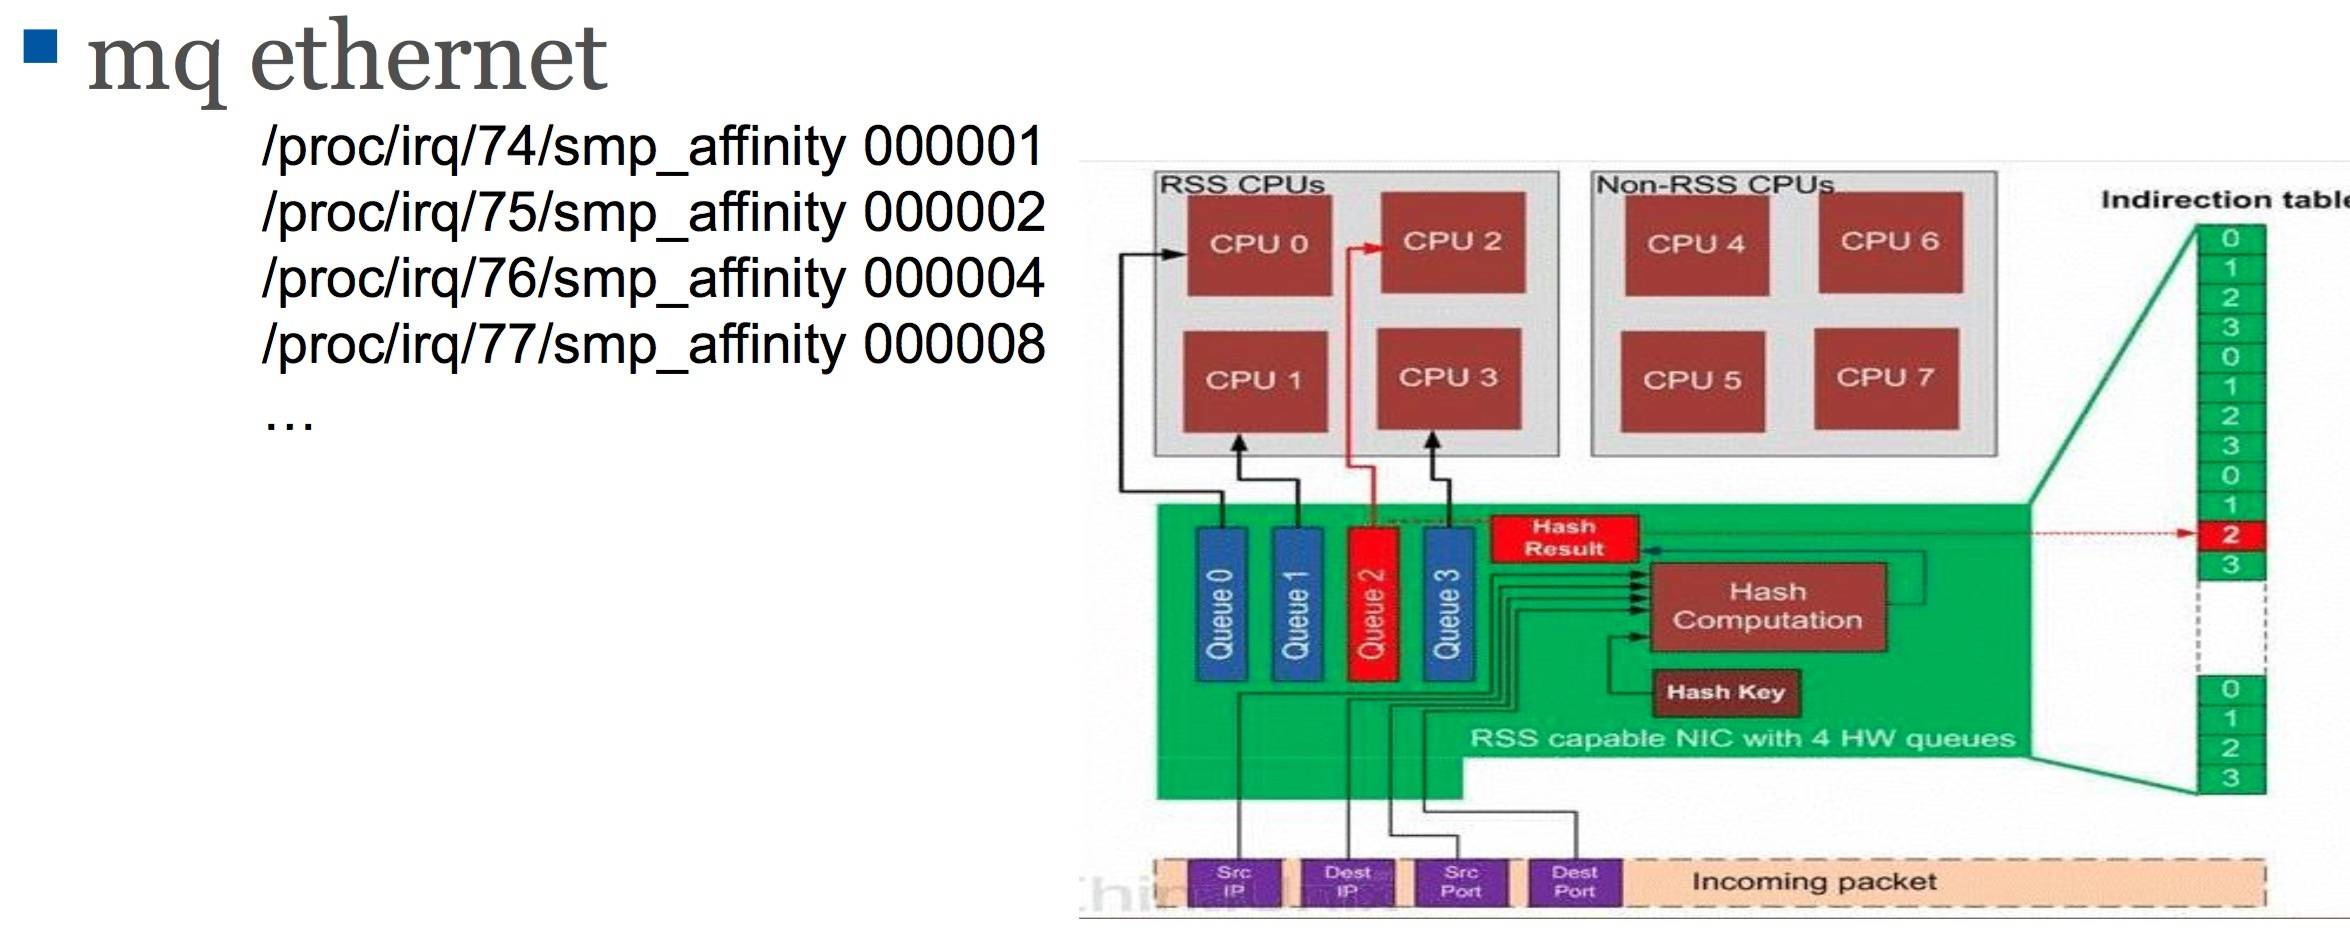 mq ethernet
/proc/irq/74/smp_affinity 000001
/proc/irq/75/smp_affinity 000002
/proc/irq/76/smp_affinity 000004
/proc/irq/77/smp_affinity 000008
...
RSS CPUs
CPU 0
CPU 2
CPU 1
CPU 3
Non-RSS CPUs
CPU 4
CPU 6
CPU 5
CPU 7
Indirection table
0
1
2
3
0
1
2
3
0
1
2
3
0
1
2
3
Queue 0
Queue 1
Queue 2
Queue 3
Hash
Result
Hash
Computation
Hash Key
RSS capable NIC with 4 HW queues
Src
IP
Dest
IP
Src
Port
Dest
Port
Incoming packet